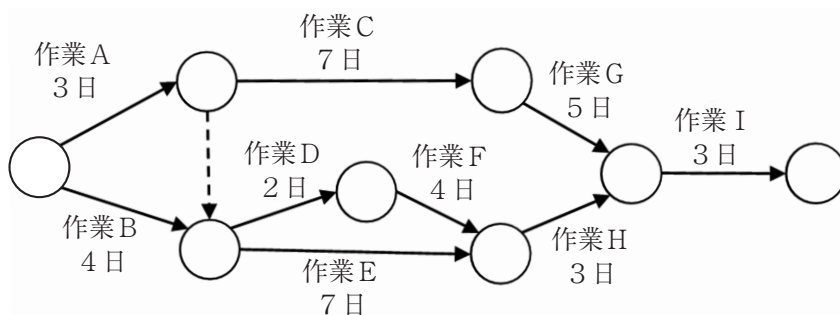 作業A
3日
作業C
7日
作業G
5日
作業I
3日
作業D
2日
作業F
4日
作業B
4日
作業E
7日
作業H
3日